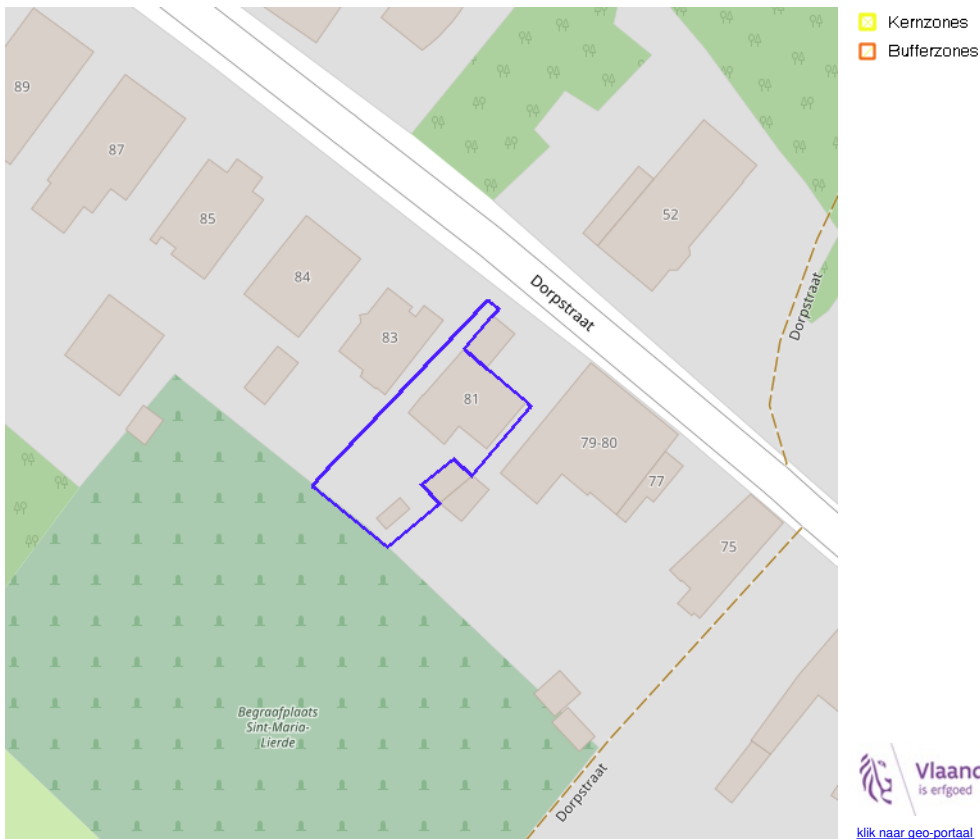 Kernzones
Bufferzones
89
87
85
84
83
81
79-80
77
75
52
Dorpstraat
Dorpstraat
Begraafplaats
Sint-Maria-
Lierde
Dorpstraat
is erfgoed
klik naar geo-portaal